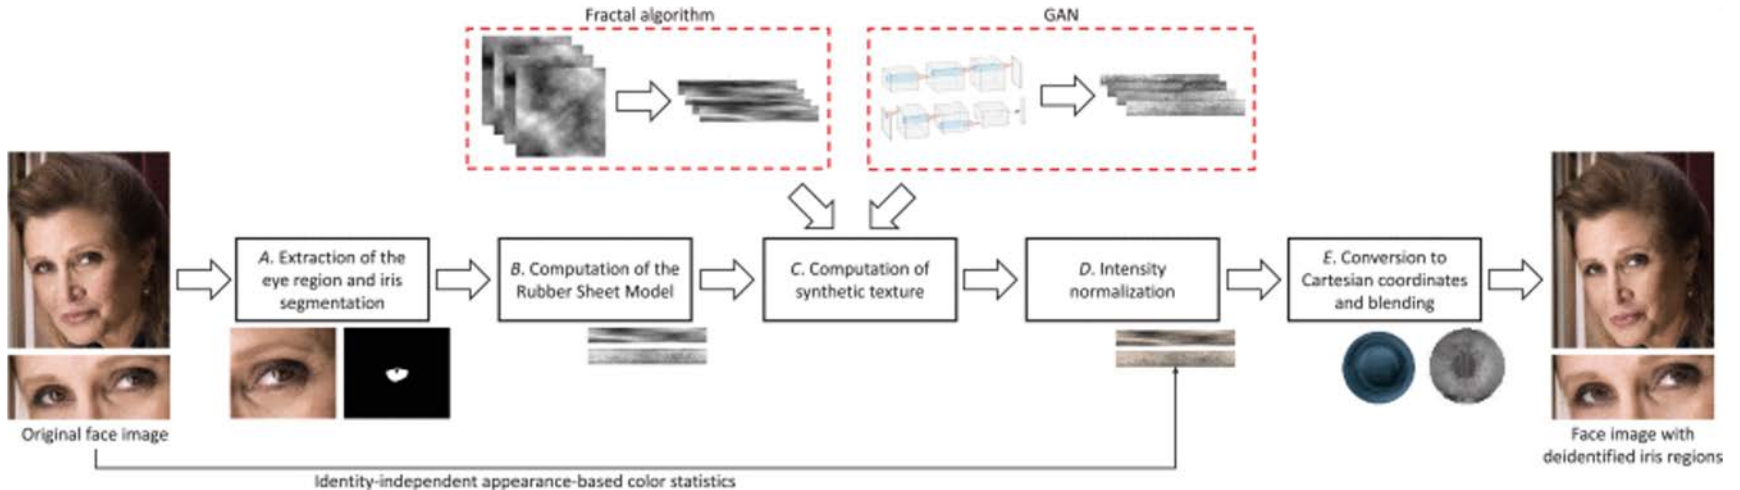 Fractal algorithm
GAN
A. Extraction of the
eye region and iris
segmentation
B. Computation of the
Rubber Sheet Model
C. Computation of
synthetic texture
D. Intensity
normalization
E. Conversion to
Cartesian coordinates
and blending
Original face image
Face image with
deidentified iris regions
Identity-independent appearance-based color statistics